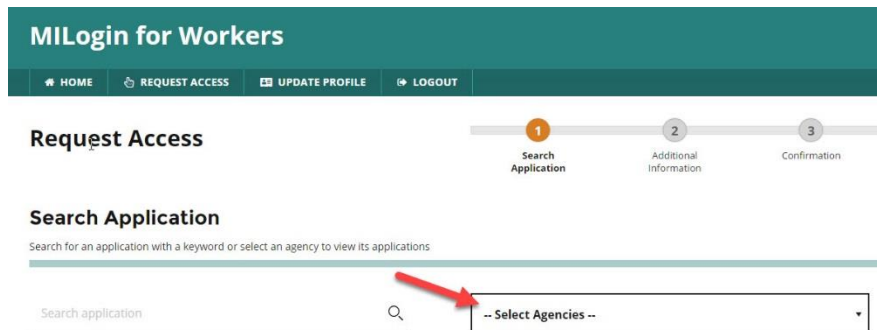 MILogin for Workers
HOME REQUEST ACCESS UPDATE PROFILE LOGOUT
Request Access
1 2 3
Search Application Additional Information Confirmation
Search Application
Search for an application with a keyword or select an agency to view its applications
Search application
-- Select Agencies --